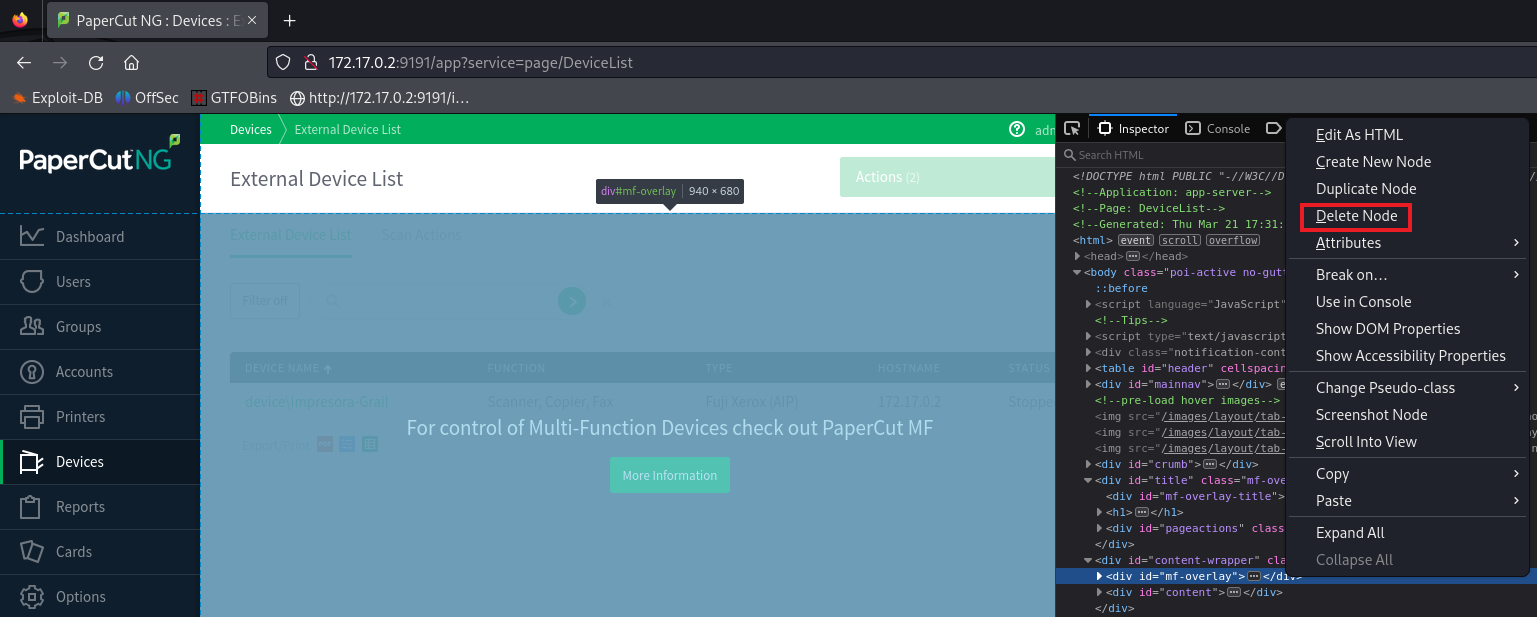 PaperCut NG : Devices : E
172.17.0.2:9191/app?service=page/DeviceList
Exploit-DB OffSec GTFOBins http://172.17.0.2:9191/i…
PaperCut NG
Dashboard
Users
Groups
Accounts
Printers
Devices
Reports
Cards
Options
Devices External Device List
External Device List
Actions (2)
div#mf-overlay 940 × 680
External Device List Scan Actions
Filter off
DEVICE NAME FUNCTION TYPE HOSTNAME STATUS
device\Impresora-Grail Scanner, Copier, Fax Fuji Xerox (AIP) 172.17.0.2 Stoppe
Export/Print
For control of Multi-Function Devices check out PaperCut MF
More Information
Inspector Console
Search HTML
<!DOCTYPE html PUBLIC "-//W3C//D
<!--Application: app-server-->
<!--Page: DeviceList-->
<!--Generated: Thu Mar 21 17:31:
<html> event scroll overflow
<head> … </head>
<body class="poi-active no-gut
::before
<script language="JavaScript"
<!--Tips-->
<script type="text/javascript
<div class="notification-cont
<table id="header" cellspacin
<div id="mainnav"> … </div>
<!--pre-load hover images-->
<img src="/images/layout/tab-
<img src="/images/layout/tab-
<img src="/images/layout/tab-
<div id="crumb"> … </div>
<div id="title" class="mf-ove
<div id="mf-overlay-title">
<h1> … </h1>
<div id="pageactions" class
</div>
<div id="content-wrapper" cla
<div id="mf-overlay"> … </div>
<div id="content"> … </div>
</div>
Edit As HTML
Create New Node
Duplicate Node
Delete Node
Attributes
Break on…
Use in Console
Show DOM Properties
Show Accessibility Properties
Change Pseudo-class
Screenshot Node
Scroll Into View
Copy
Paste
Expand All
Collapse All